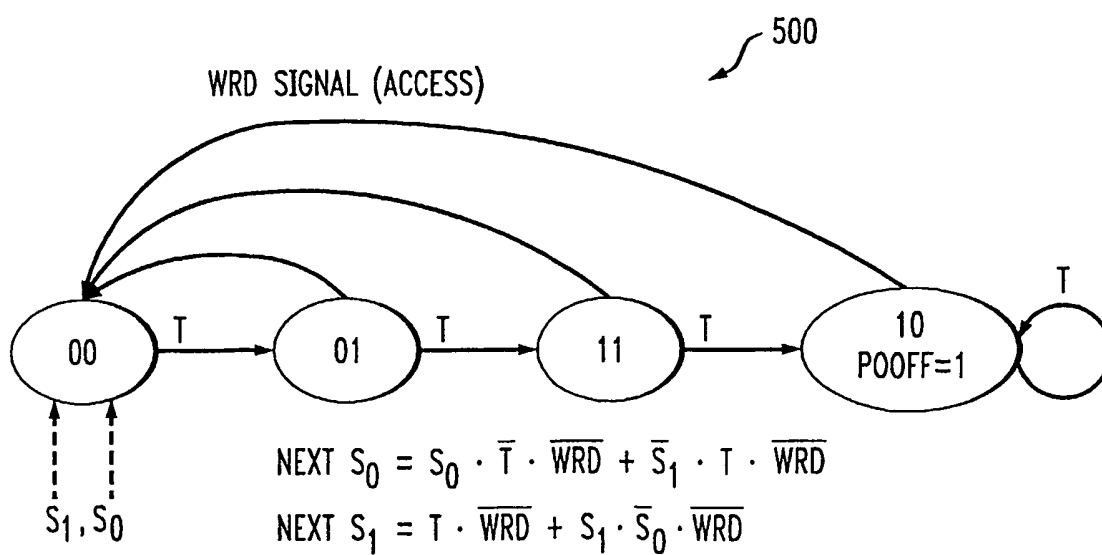 500
WRD SIGNAL (ACCESS)
T
00 T 01 T 11 T 10
POOFF=1
S₁, S₀
NEXT S₀ = S₀ · T̅ · W̅R̅D̅ + S̅₁ · T · W̅R̅D̅
NEXT S₁ = T · W̅R̅D̅ + S₁ · S̅₀ · W̅R̅D̅